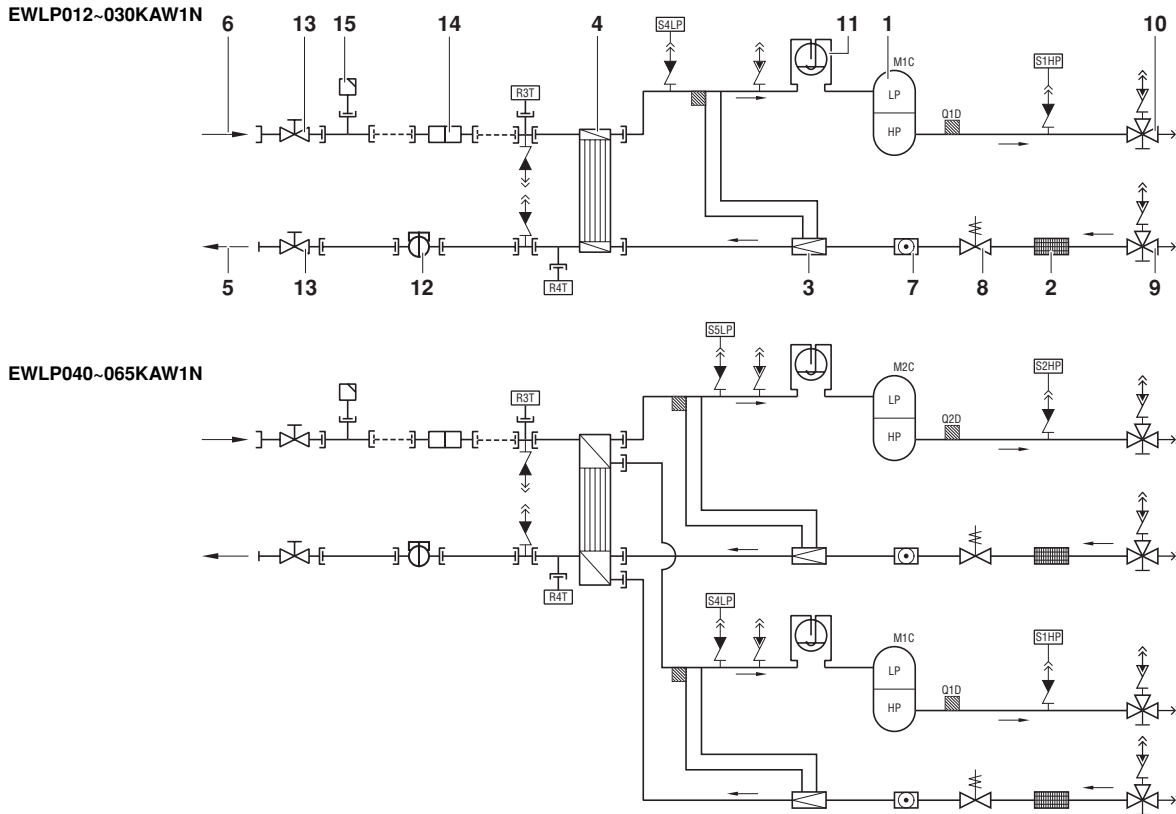 EWLP012~030KAW1N
6 13 15 14 4 S4LP 11 1 M1C S1HP 10
R3T
LP
Q1D
HP
5 13 12 R4T 3 7 8 2 9
EWLP040~065KAW1N
S5LP M2C S2HP
R3T
LP
Q2D
HP
R4T
S4LP M1C S1HP
LP
Q1D
HP